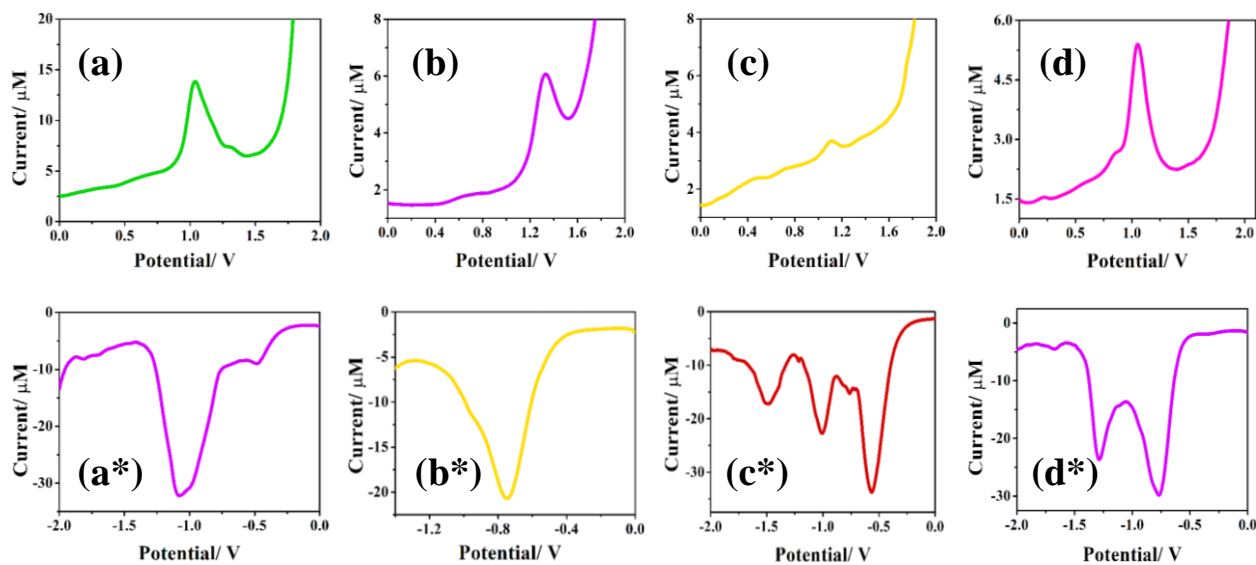 (a)
Current/ µM
20
15
10
5
0
0.0 0.5 1.0 1.5 2.0
Potential/ V
(b)
Current/ µM
8
6
4
2
0.0 0.4 0.8 1.2 1.6 2.0
Potential/ V
(c)
Current/ µM
8
6
4
2
0.0 0.4 0.8 1.2 1.6 2.0
Potential/ V
(d)
Current/ µM
6.0
4.5
3.0
1.5
0.0 0.5 1.0 1.5 2.0
Potential/ V
(a*)
Current/ µM
0
-10
-20
-30
-2.0 -1.5 -1.0 -0.5 0.0
Potential/ V
(b*)
Current/ µM
0
-5
-10
-15
-20
-1.2 -0.8 -0.4 0.0
Potential/ V
(c*)
Current/ µM
0
-10
-20
-30
-2.0 -1.5 -1.0 -0.5 0.0
Potential/ V
(d*)
Current/ µM
0
-10
-20
-30
-2.0 -1.5 -1.0 -0.5 0.0
Potential/ V